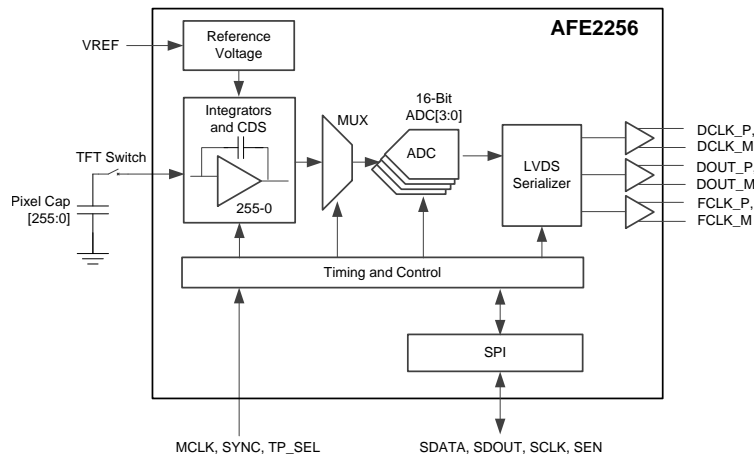 AFE2256
VREF
Reference
Voltage
Integrators
and CDS
255-0
MUX
16-Bit
ADC[3:0]
ADC
LVDS
Serializer
DCLK_P,
DCLK_M
DOUT_P,
DOUT_M
FCLK_P,
FCLK_M
TFT Switch
Pixel Cap
[255:0]
Timing and Control
SPI
MCLK, SYNC, TP_SEL
SDATA, SDOUT, SCLK, SEN